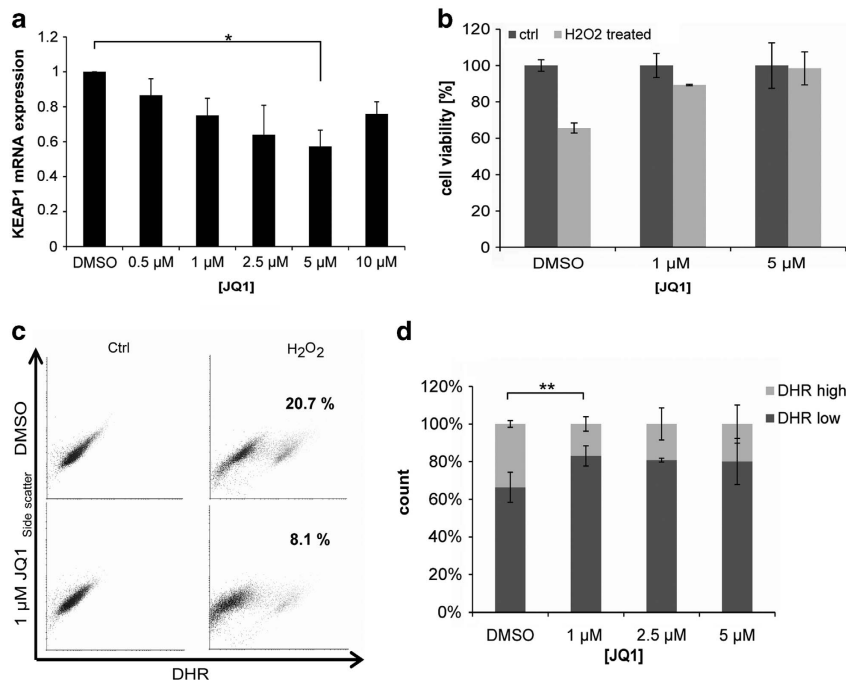 a
*
1.2
1
0.8
0.6
0.4
0.2
0
KEAP1 mRNA expression
DMSO 0.5 µM 1 µM 2.5 µM 5 µM 10 µM
[JQ1]
b
ctrl H2O2 treated
120
100
80
60
40
20
0
cell viability [%]
DMSO 1 µM 5 µM
[JQ1]
c
Ctrl H₂O₂
DMSO
20.7 %
Side scatter
1 µM JQ1
8.1 %
DHR
d
**
DHR high
DHR low
120%
100%
80%
60%
40%
20%
0%
count
DMSO 1 µM 2.5 µM 5 µM
[JQ1]